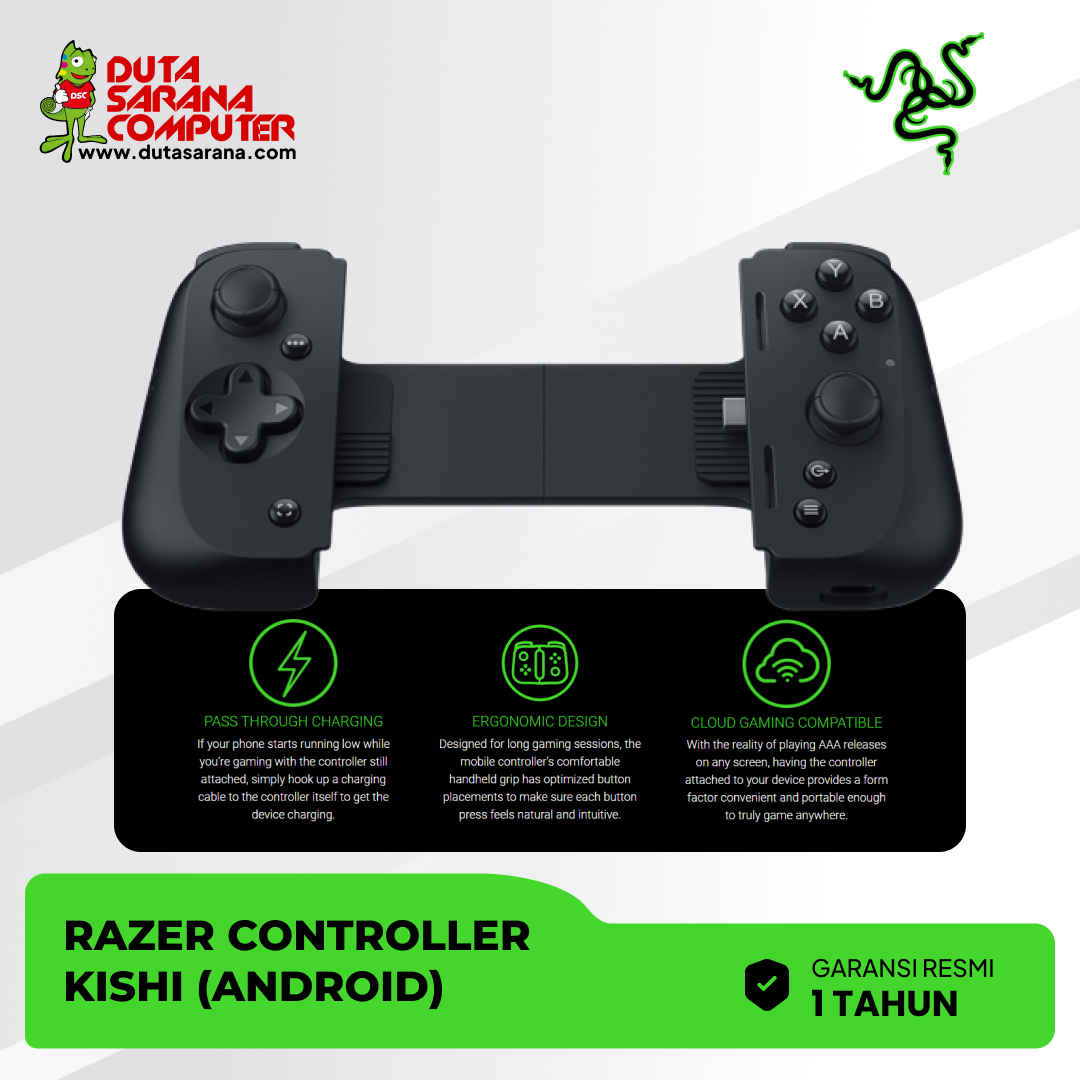 DUTA
SARANA
COMPUTER
DSC
www.dutasarana.com
Y
X
B
A
PASS THROUGH CHARGING
If your phone starts running low while
you're gaming with the controller still
attached, simply hook up a charging
cable to the controller itself to get the
device charging.
ERGONOMIC DESIGN
Designed for long gaming sessions, the
mobile controller's comfortable
handheld grip has optimized button
placements to make sure each button
press feels natural and intuitive.
CLOUD GAMING COMPATIBLE
With the reality of playing AAA releases
on any screen, having the controller
attached to your device provides a form
factor convenient and portable enough
to truly game anywhere.
RAZER CONTROLLER
KISHI (ANDROID)
GARANSI RESMI
1 TAHUN